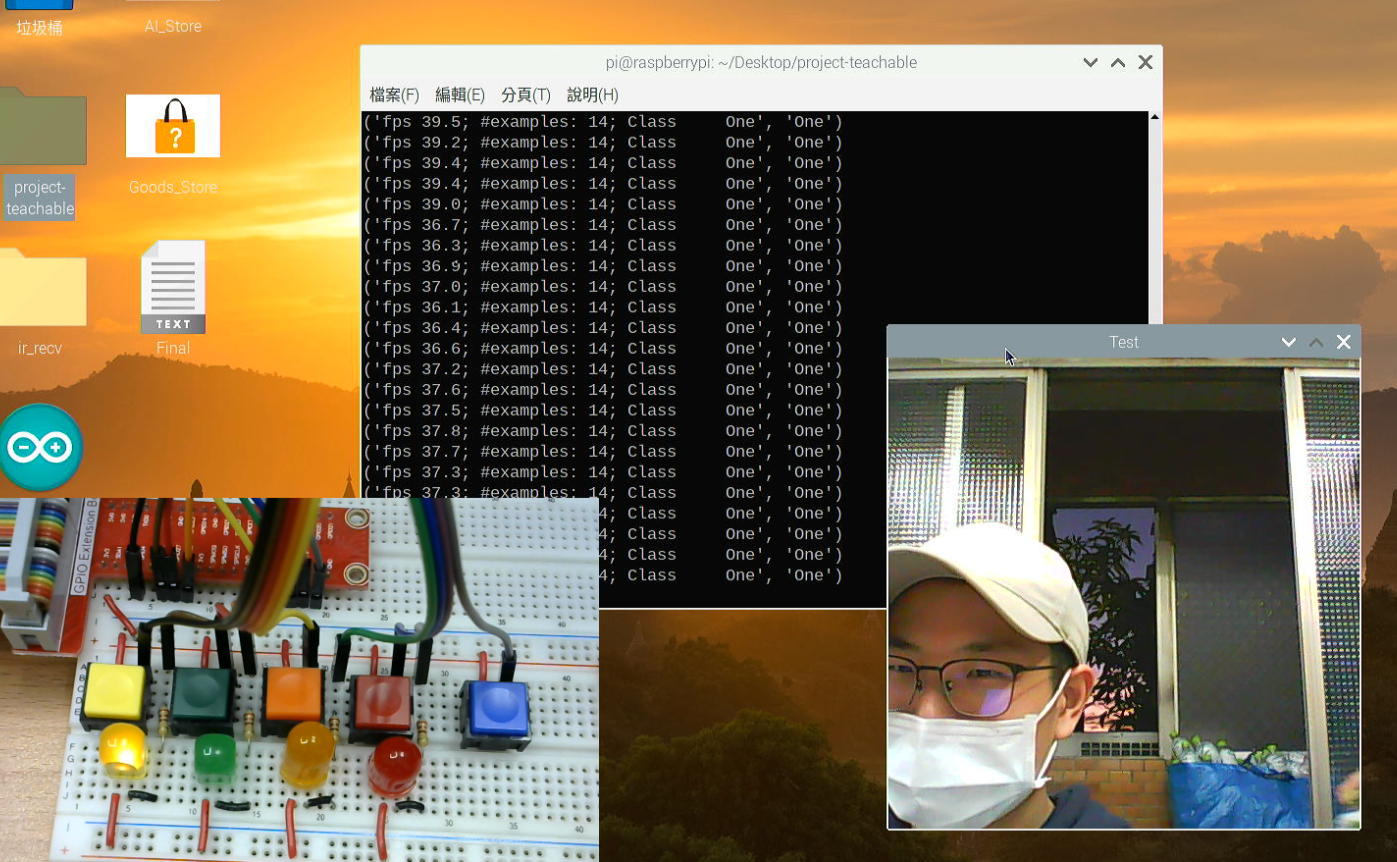 垃圾桶
AI_Store
project-
teachable
Goods_Store
ir_recv
TEXT
Final
pi@raspberrypi: ~/Desktop/project-teachable
檔案(F) 編輯(E) 分頁(T) 說明(H)
('fps 39.5; #examples: 14; Class     One', 'One')
('fps 39.2; #examples: 14; Class     One', 'One')
('fps 39.4; #examples: 14; Class     One', 'One')
('fps 39.4; #examples: 14; Class     One', 'One')
('fps 39.0; #examples: 14; Class     One', 'One')
('fps 36.7; #examples: 14; Class     One', 'One')
('fps 36.3; #examples: 14; Class     One', 'One')
('fps 36.9; #examples: 14; Class     One', 'One')
('fps 37.0; #examples: 14; Class     One', 'One')
('fps 36.1; #examples: 14; Class     One', 'One')
('fps 36.4; #examples: 14; Class     One', 'One')
('fps 36.6; #examples: 14; Class     One', 'One')
('fps 37.2; #examples: 14; Class     One', 'One')
('fps 37.6; #examples: 14; Class     One', 'One')
('fps 37.5; #examples: 14; Class     One', 'One')
('fps 37.8; #examples: 14; Class     One', 'One')
('fps 37.7; #examples: 14; Class     One', 'One')
('fps 37.3; #examples: 14; Class     One', 'One')
('fps 37.3; #examples: 14; Class     One', 'One')
4; Class     One', 'One')
4; Class     One', 'One')
4; Class     One', 'One')
4; Class     One', 'One')
Test
GPIO Extension